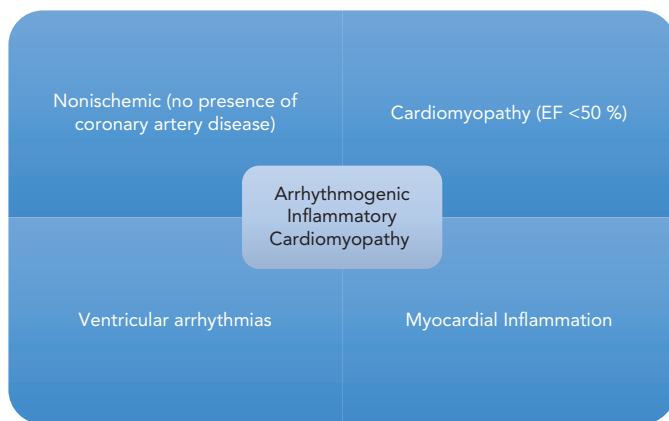 Nonischemic (no presence of
coronary artery disease)
Cardiomyopathy (EF <50 %)
Arrhythmogenic
Inflammatory
Cardiomyopathy
Ventricular arrhythmias
Myocardial Inflammation